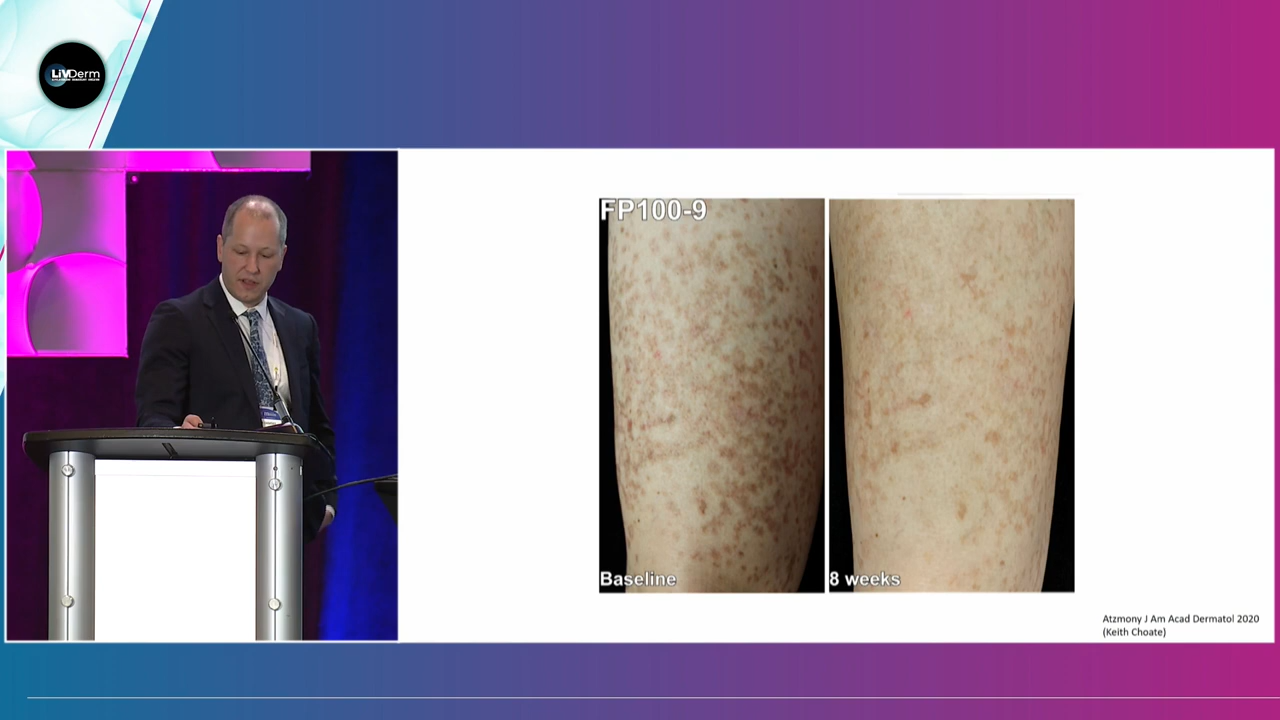 LiVDerm
FP100-9
Baseline
8 weeks
Atzmony J Am Acad Dermatol 2020
(Keith Choate)